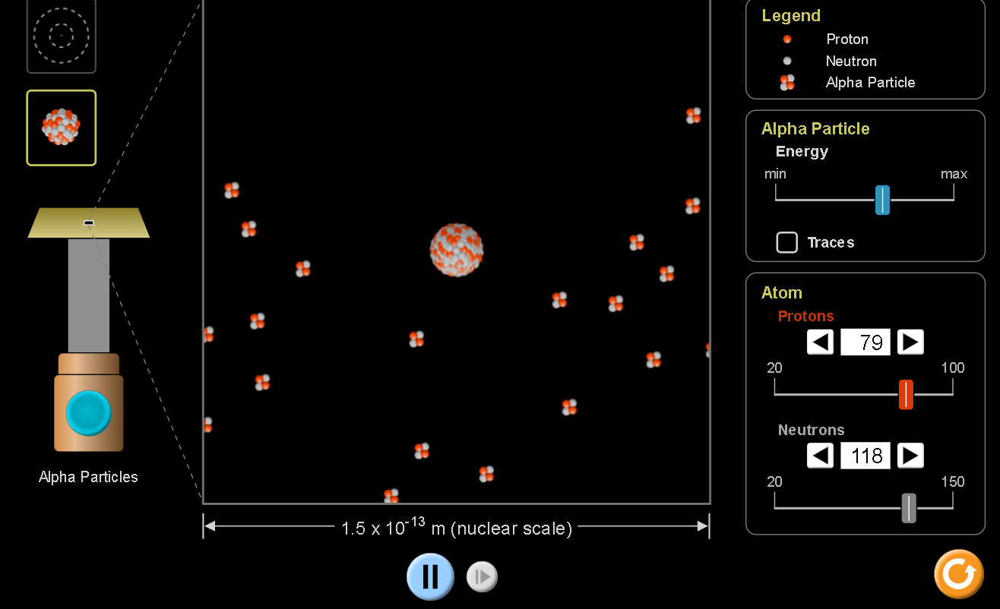 Legend
Proton
Neutron
Alpha Particle
Alpha Particle
Energy
min max
Traces
Atom
Protons
79
20 100
Neutrons
118
20 150
Alpha Particles
1.5 x 10⁻¹³ m (nuclear scale)